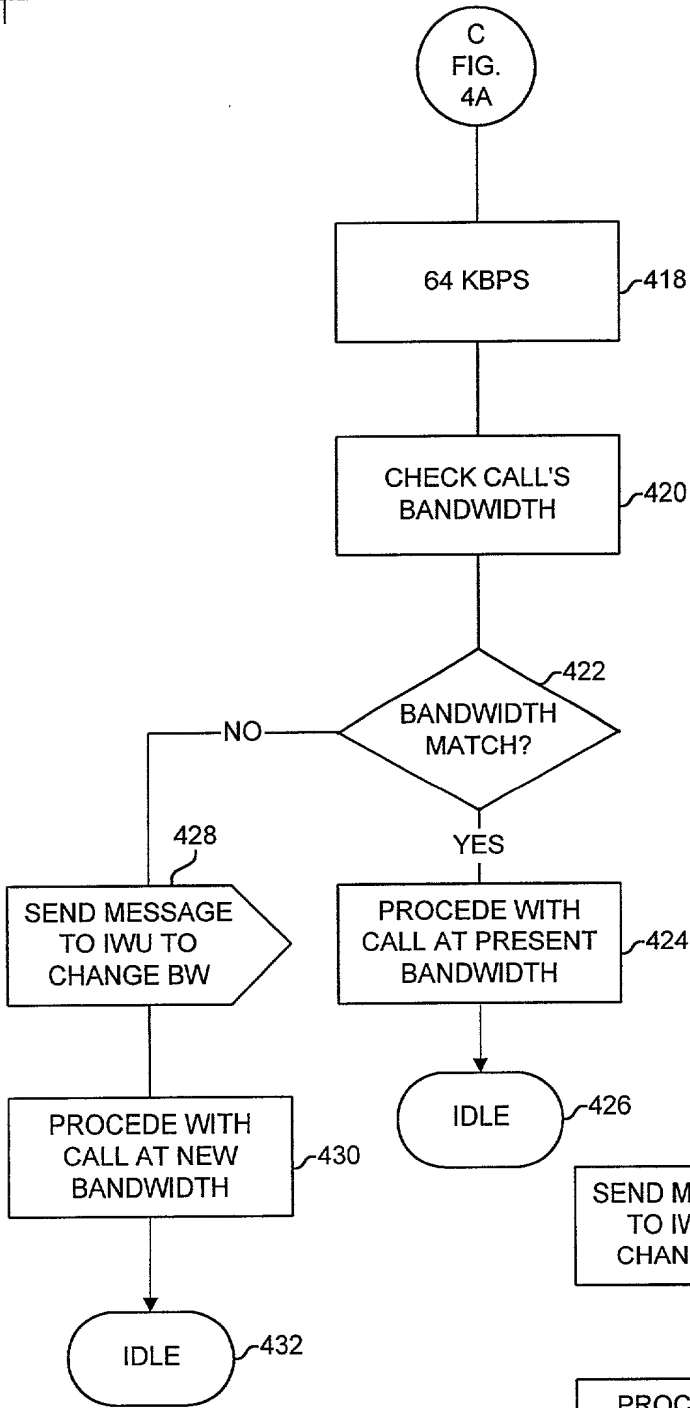 C
FIG.
4A
64 KBPS
418
CHECK CALL'S
BANDWIDTH
420
422
BANDWIDTH
MATCH?
NO
YES
428
SEND MESSAGE
TO IWU TO
CHANGE BW
PROCEDE WITH
CALL AT PRESENT
BANDWIDTH
424
IDLE
426
PROCEDE WITH
CALL AT NEW
BANDWIDTH
430
IDLE
432
SEND
TO